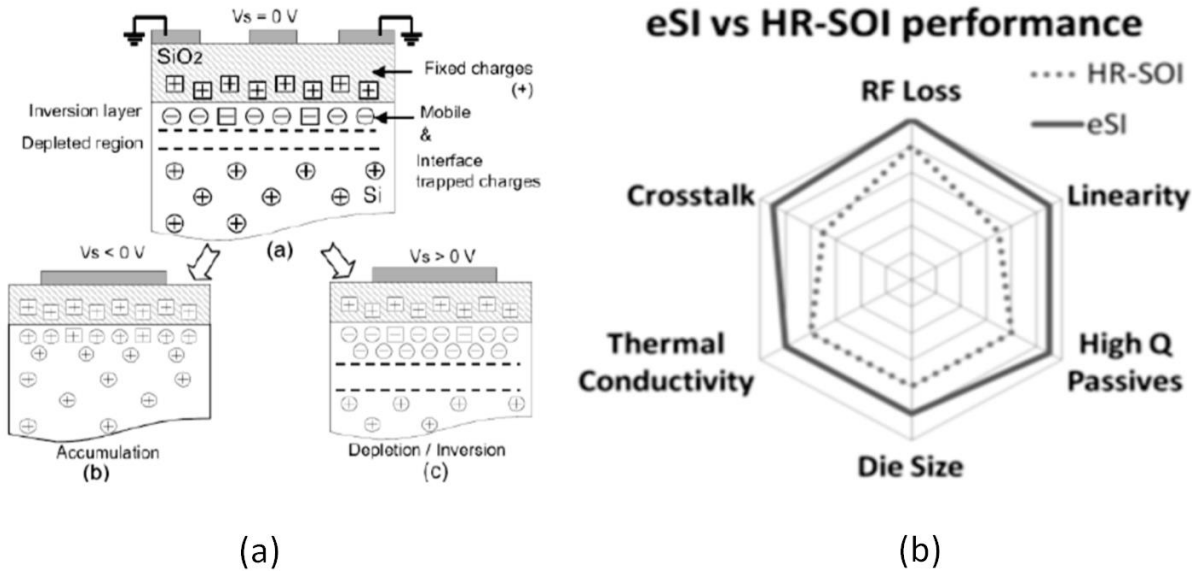 Vs = 0 V
SiO2
Fixed charges
(+)
Inversion layer
Mobile
&
Depleted region
Interface
trapped charges
Si
(a)
Vs < 0 V
Vs > 0 V
Accumulation
(b)
Depletion / Inversion
(c)
(a)
eSI vs HR-SOI performance
HR-SOI
eSI
RF Loss
Crosstalk
Linearity
Thermal
Conductivity
High Q
Passives
Die Size
(b)